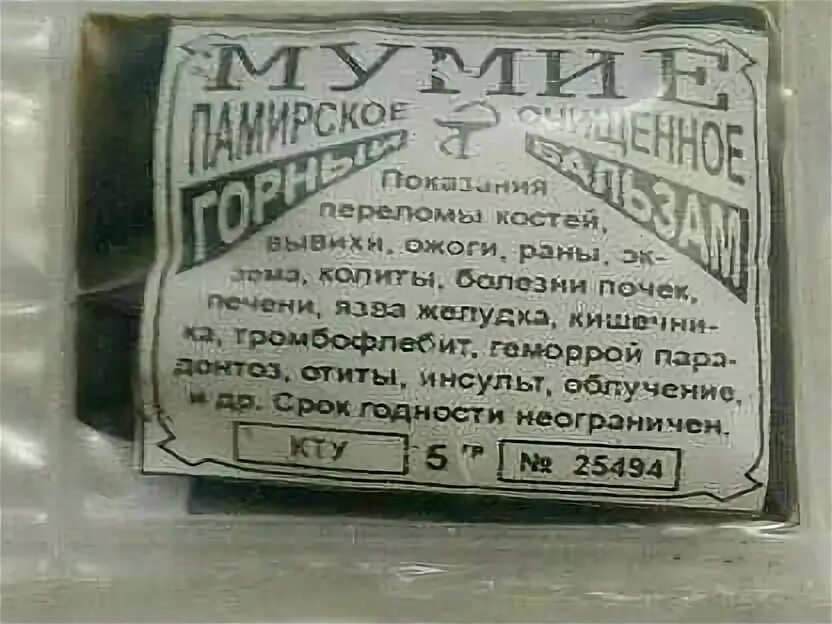 МУМИЕ
ПАМИРСКОЕ ОЧИЩЕННОЕ
ГОРНЫЙ БАЛЬЗАМ
Показания
переломы костей,
вывихи, ожоги, раны, эк-
зема, колиты, болезни почек,
печени, язва желудка, кишечни-
ка, тромбофлебит, геморрой пара-
донтоз, отиты, инсульт, облучение,
и др. Срок годности неограничен.
КТУ 5 гр № 25494